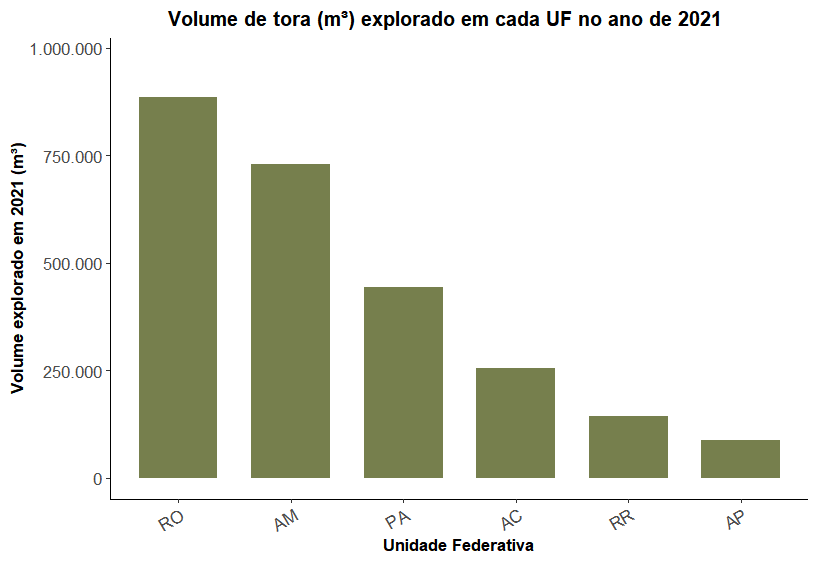 Volume de tora (m³) explorado em cada UF no ano de 2021
Volume explorado em 2021 (m³)
1.000.000
750.000
500.000
250.000
0
RO
AM
PA
AC
RR
AP
Unidade Federativa